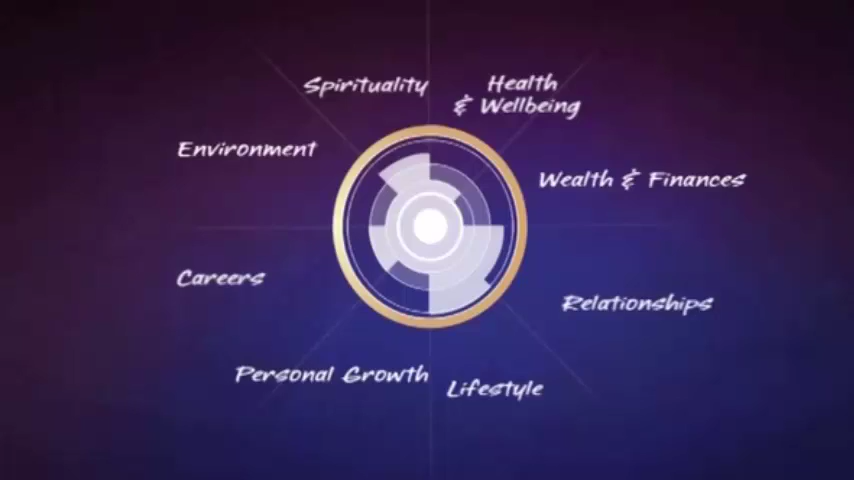 Spirituality
Health
& Wellbeing
Environment
Wealth & Finances
Careers
Relationships
Personal Growth
Lifestyle